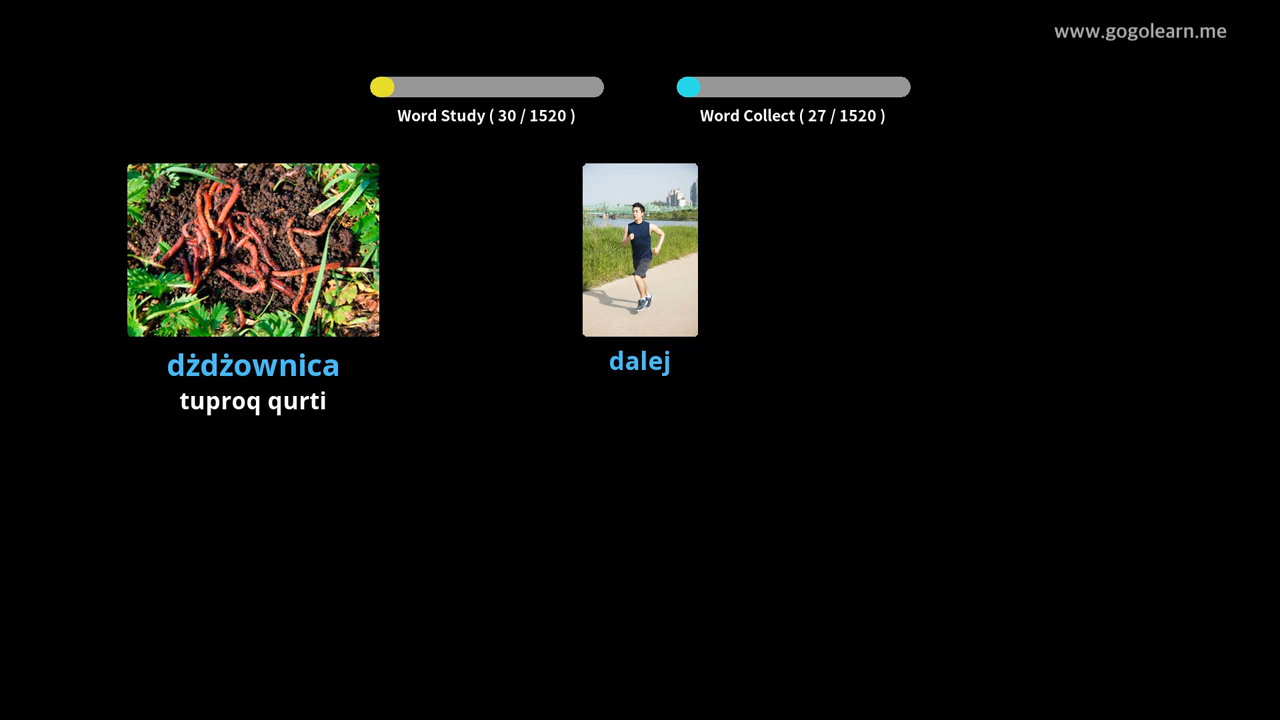 www.gogolearn.me
Word Study ( 30 / 1520 )
Word Collect ( 27 / 1520 )
dżdżownica
tuproq qurti
dalej